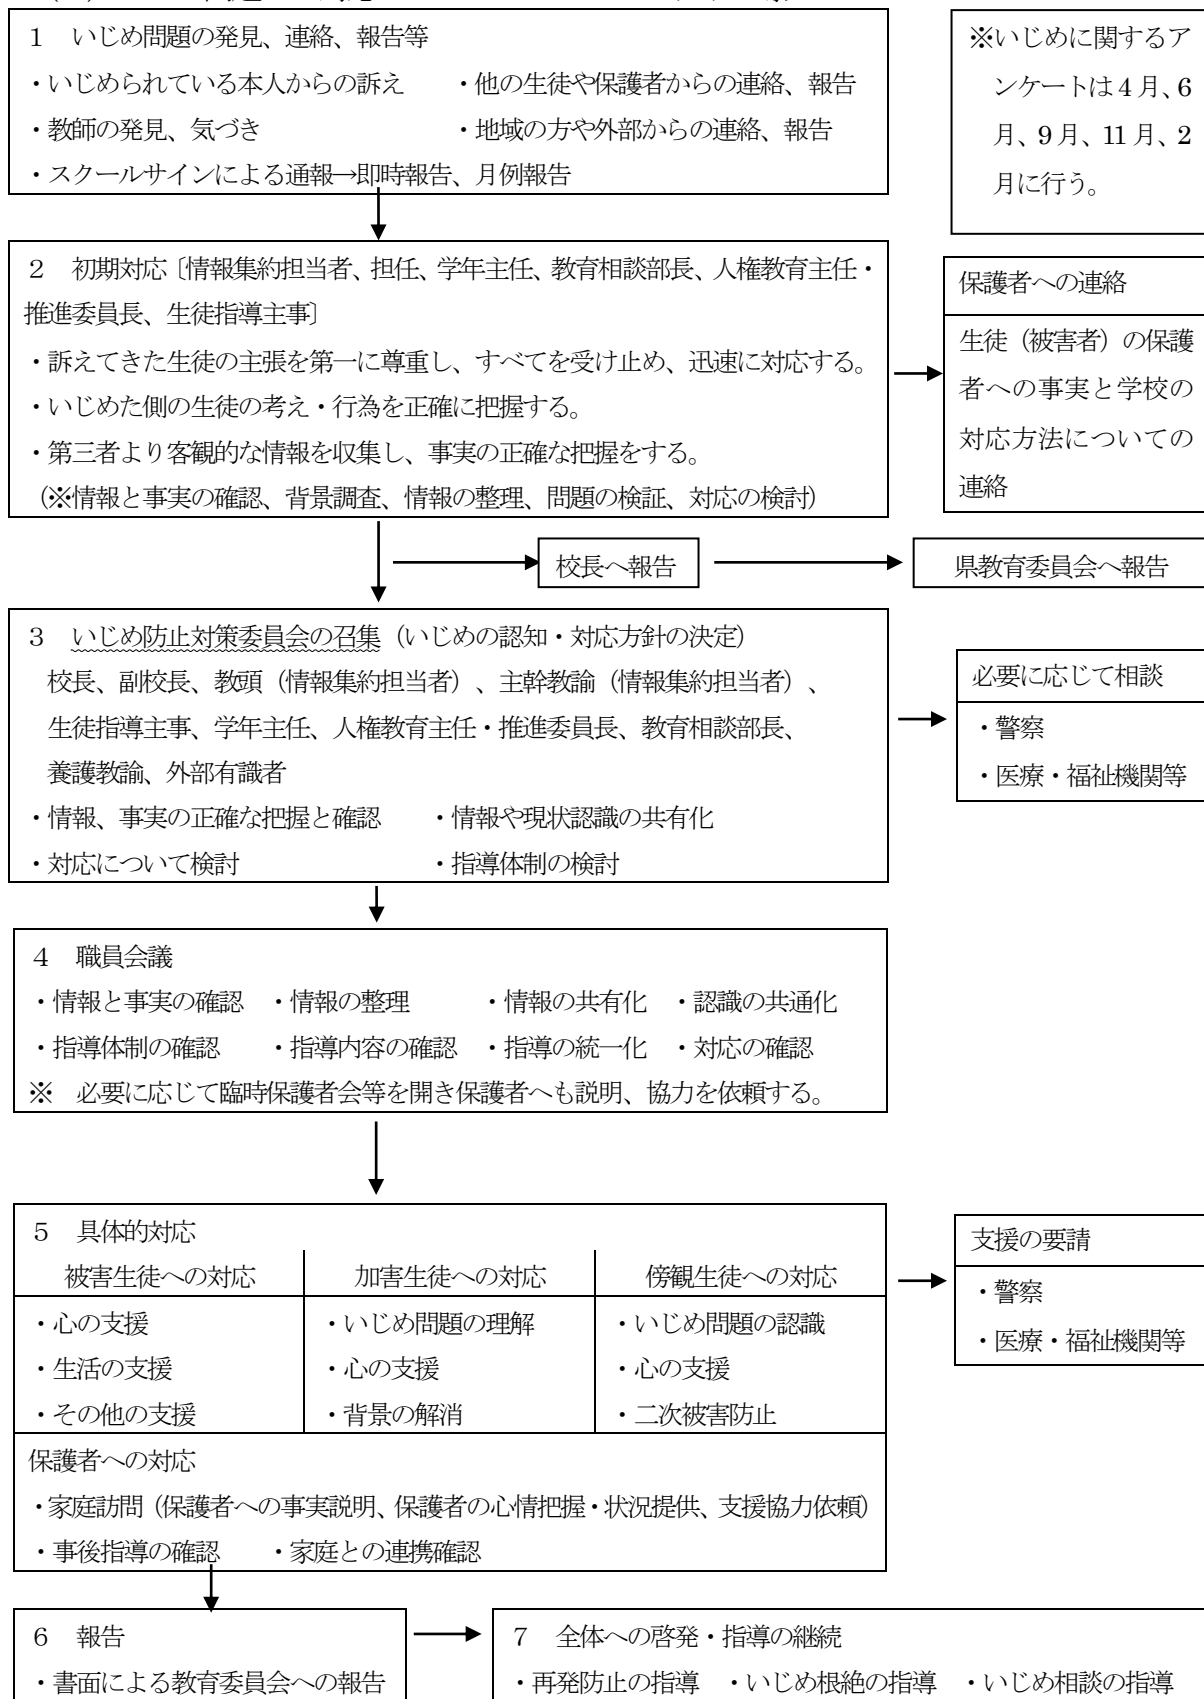 1　いじめ問題の発見、連絡、報告等
・いじめられている本人からの訴え　　・他の生徒や保護者からの連絡、報告
・教師の発見、気づき　　・地域の方や外部からの連絡、報告
・スクールサインによる通報→即時報告、月例報告
※いじめに関するア
ンケートは4月、6
月、9月、11月、2
月に行う。
2　初期対応〔情報集約担当者、担任、学年主任、教育相談部長、人権教育主任・
推進委員長、生徒指導主事〕
・訴えてきた生徒の主張を第一に尊重し、すべてを受け止め、迅速に対応する。
・いじめた側の生徒の考え・行為を正確に把握する。
・第三者より客観的な情報を収集し、事実の正確な把握をする。
（※情報と事実の確認、背景調査、情報の整理、問題の検証、対応の検討）
保護者への連絡
生徒（被害者）の保護
者への事実と学校の
対応方法についての
連絡
校長へ報告
県教育委員会へ報告
3　いじめ防止対策委員会の召集（いじめの認知・対応方針の決定）
校長、副校長、教頭（情報集約担当者）、主幹教諭（情報集約担当者）、
生徒指導主事、学年主任、人権教育主任・推進委員長、教育相談部長、
養護教諭、外部有識者
・情報、事実の正確な把握と確認　　・情報や現状認識の共有化
・対応について検討　　・指導体制の検討
必要に応じて相談
・警察
・医療・福祉機関等
4　職員会議
・情報と事実の確認　・情報の整理　・情報の共有化　・認識の共通化
・指導体制の確認　・指導内容の確認　・指導の統一化　・対応の確認
※　必要に応じて臨時保護者会等を開き保護者へも説明、協力を依頼する。
5　具体的対応
被害生徒への対応　加害生徒への対応　傍観生徒への対応
・心の支援　・いじめ問題の理解　・いじめ問題の認識
・生活の支援　・心の支援　・心の支援
・その他の支援　・背景の解消　・二次被害防止
支援の要請
・警察
・医療・福祉機関等
保護者への対応
・家庭訪問（保護者への事実説明、保護者の心情把握・状況提供、支援協力依頼）
・事後指導の確認　・家庭との連携確認
6　報告
・書面による教育委員会への報告
7　全体への啓発・指導の継続
・再発防止の指導　・いじめ根絶の指導　・いじめ相談の指導